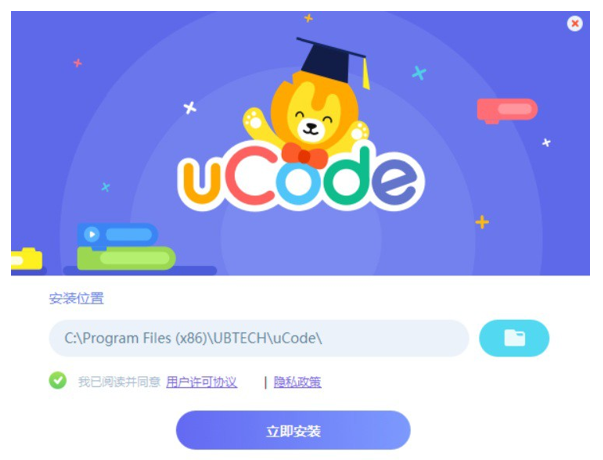 uCode
安装位置
C:\Program Files (x86)\UBTECH\uCode\
我已阅读并同意 用户许可协议 | 隐私政策
立即安装